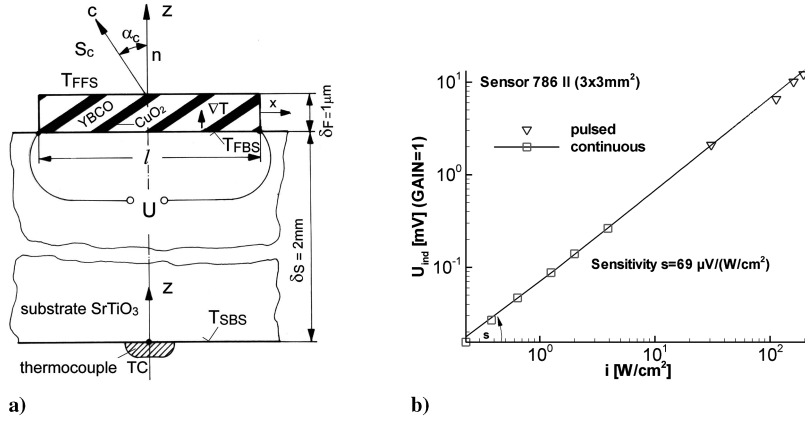 c
z
α_c
S_c
n
T_FFS
YBCO
CuO₂
∇T
x
δ_F=1µm
T_FBS
l
U
δ_S = 2mm
z
substrate SrTiO₃
T_SBS
thermocouple TC
a)
10¹
10⁰
10⁻¹
U_ind [mV] (GAIN=1)
Sensor 786 II (3x3mm²)
pulsed
continuous
Sensitivity s=69 µV/(W/cm²)
s
10⁰
10¹
10²
i [W/cm²]
b)